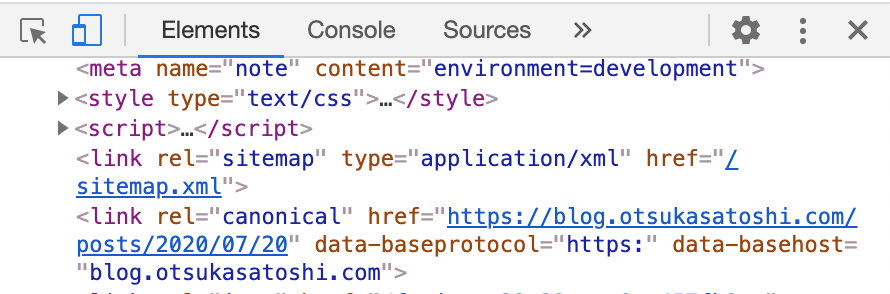 Elements Console Sources
<meta name="note" content="environment=development">
<style type="text/css">…</style>
<script>…</script>
<link rel="sitemap" type="application/xml" href="/
sitemap.xml">
<link rel="canonical" href="https://blog.otsukasatoshi.com/
posts/2020/07/20" data-baseprotocol="https:" data-basehost=
"blog.otsukasatoshi.com">